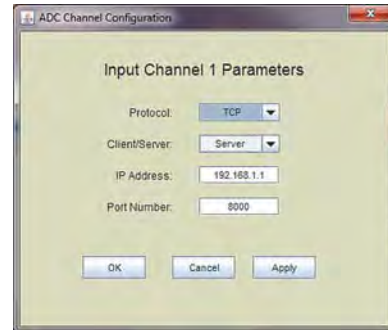 ADC Channel Configuration
Input Channel 1 Parameters
Protocol: TCP
Client/Server: Server
IP Address: 192.168.1.1
Port Number: 8000
OK Cancel Apply